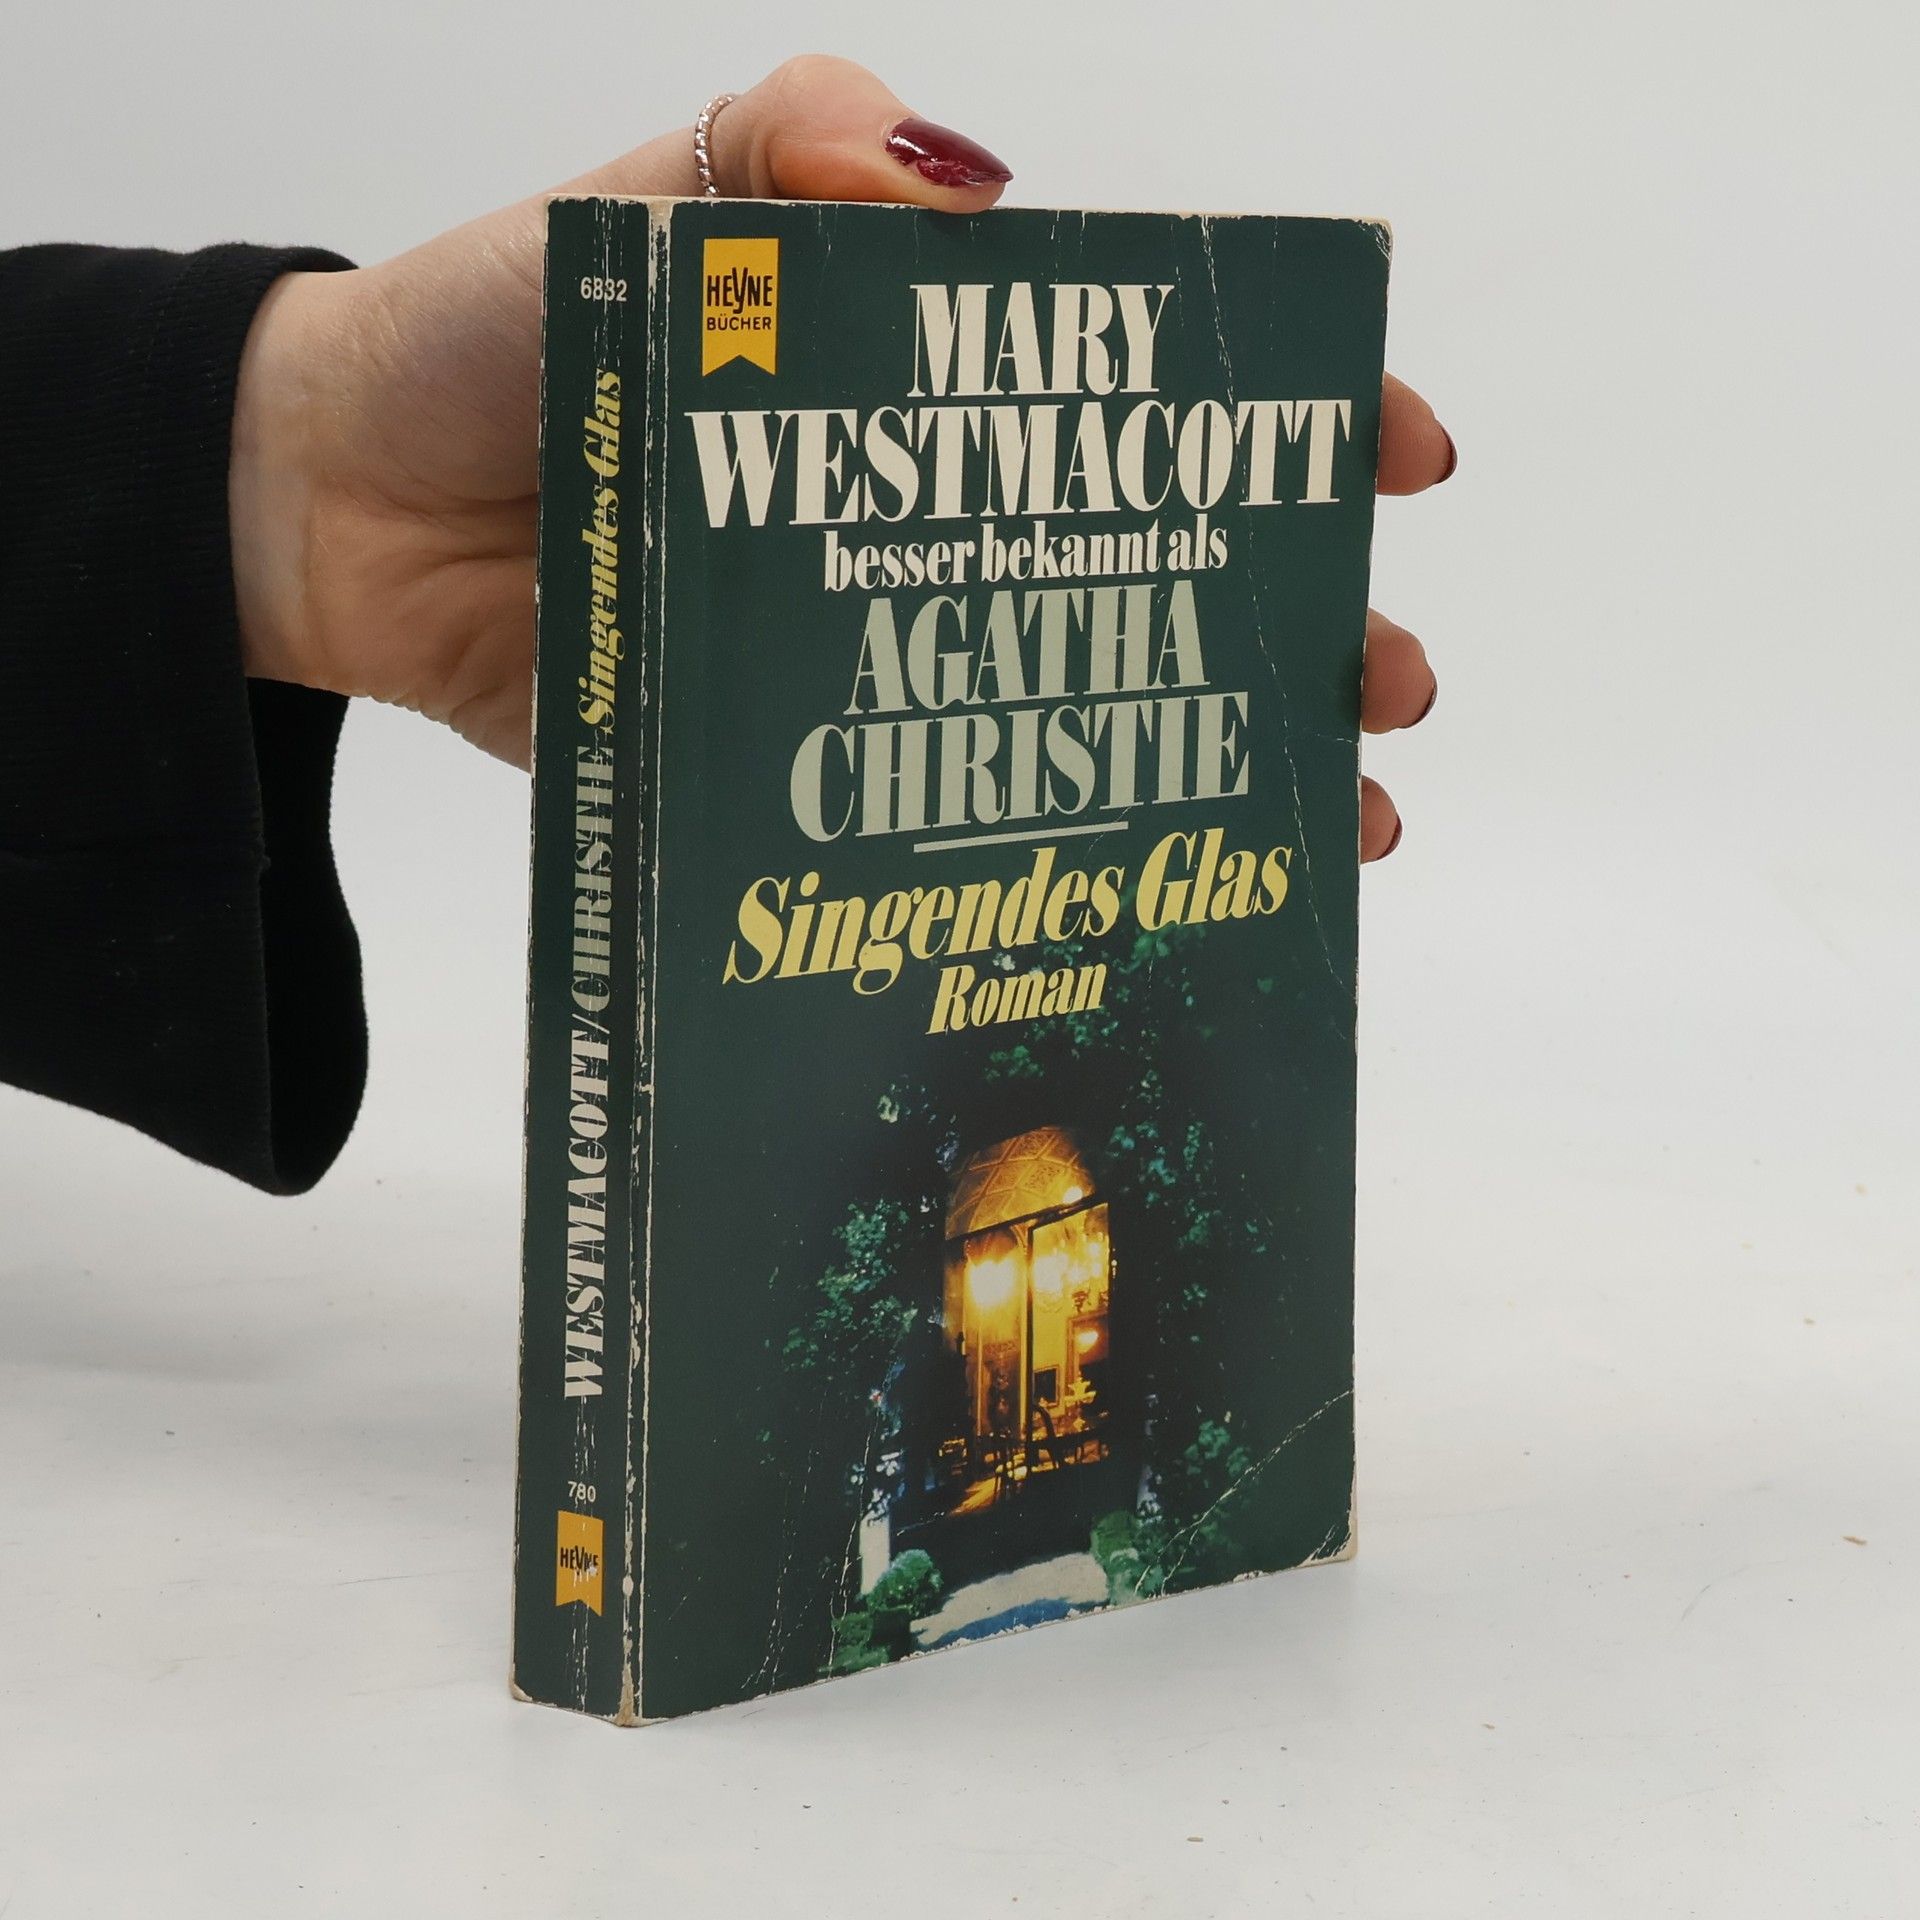 6832
WESTMACOTT/CHRISTIE Singendes Glas
780
HEYNE
HEYNE
BÜCHER
MARY
WESTMACOTT
besser bekannt als
AGATHA
CHRISTIE
Singendes Glas
Roman